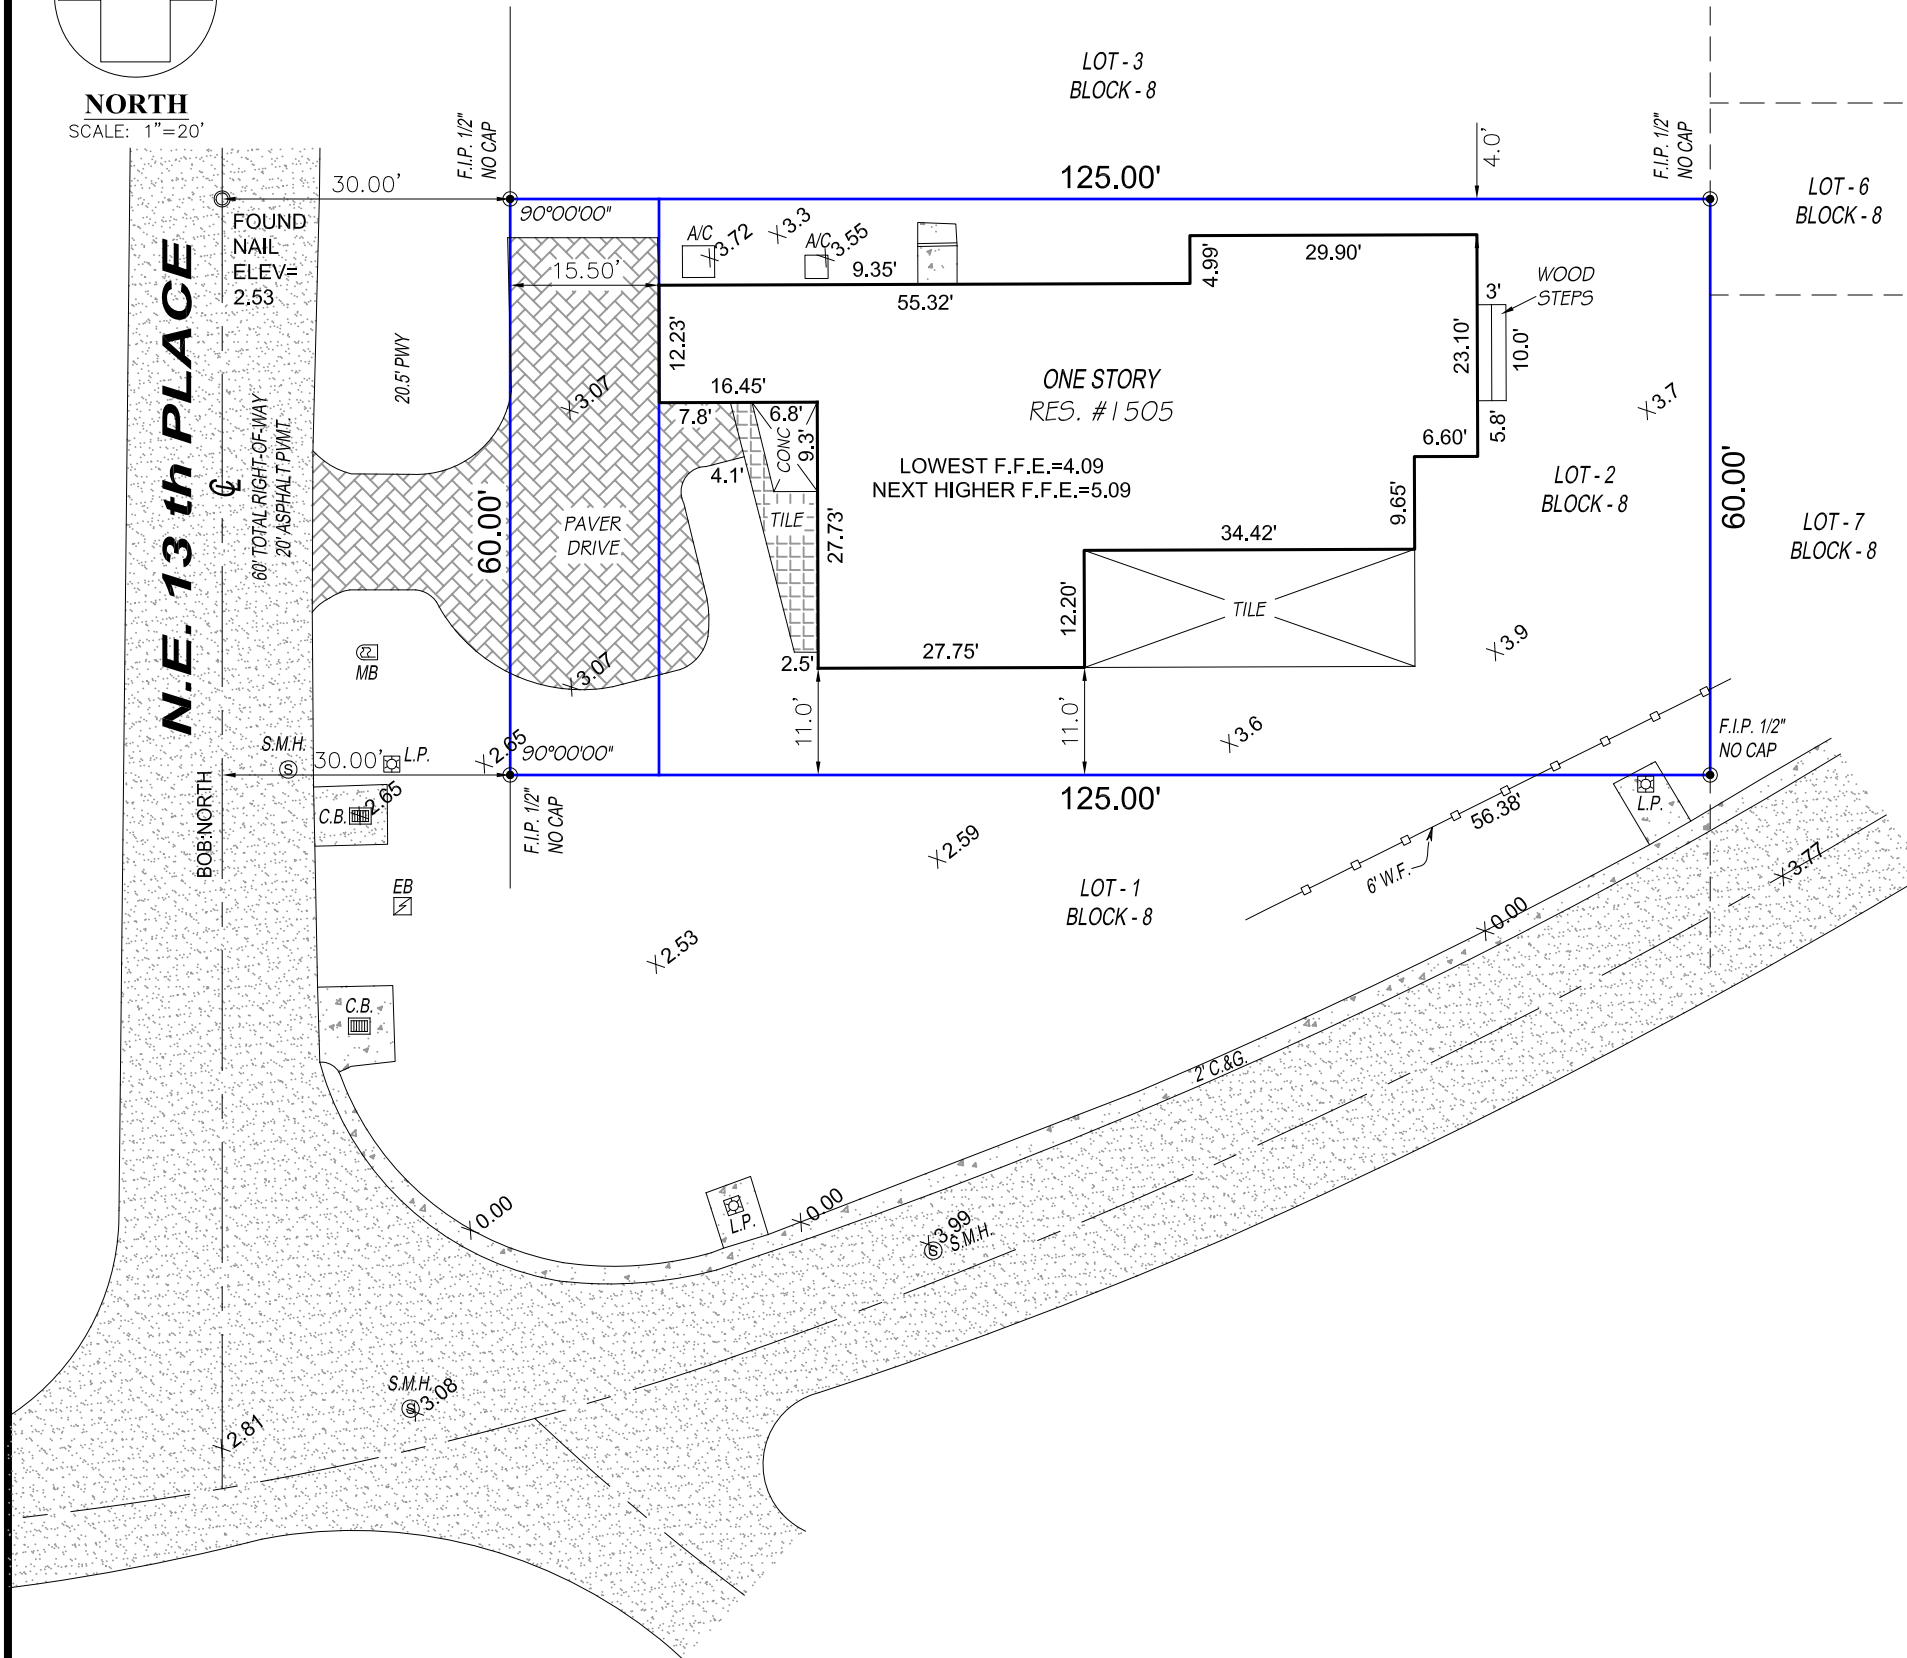 NORTH
SCALE: 1"=20'
N.E. 13 th PLACE
FOUND
NAIL
ELEV=
2.53
30.00'
F.I.P. 1/2"
NO CAP
90°00'00"
LOT - 3
BLOCK - 8
125.00'
4.0'
F.I.P. 1/2"
NO CAP
LOT - 6
BLOCK - 8
LOT - 7
BLOCK - 8
60' TOTAL RIGHT-OF-WAY
20' ASPHALT PVMT.
20.5' PWY
15.50'
A/C
3.72
3.3
A/C
3.55
9.35'
55.32'
4.99'
29.90'
WOOD
STEPS
3'
10.0'
23.10'
5.8'
12.23'
3.07
16.45'
7.8'
6.8'
CONC
9.3'
4.1'
TILE
ONE STORY
RES. #1505
LOWEST F.F.E.=4.09
NEXT HIGHER F.F.E.=5.09
6.60'
3.7
LOT - 2
BLOCK - 8
60.00'
60.00'
PAVER
DRIVE
27.73'
9.65'
34.42'
12.20'
TILE
3.9
3.07
2.5'
27.75'
11.0'
11.0'
3.6
MB
S.M.H.
30.00'
L.P.
2.65
90°00'00"
125.00'
F.I.P. 1/2"
NO CAP
F.I.P. 1/2"
NO CAP
BOB:NORTH
C.B.
2.65
EB
2.59
2.53
LOT - 1
BLOCK - 8
56.38'
6' W.F.
L.P.
3.77
0.00
C.B.
2' C.&G.
0.00
L.P.
0.00
3.99
S.M.H.
S.M.H.
3.08
2.81